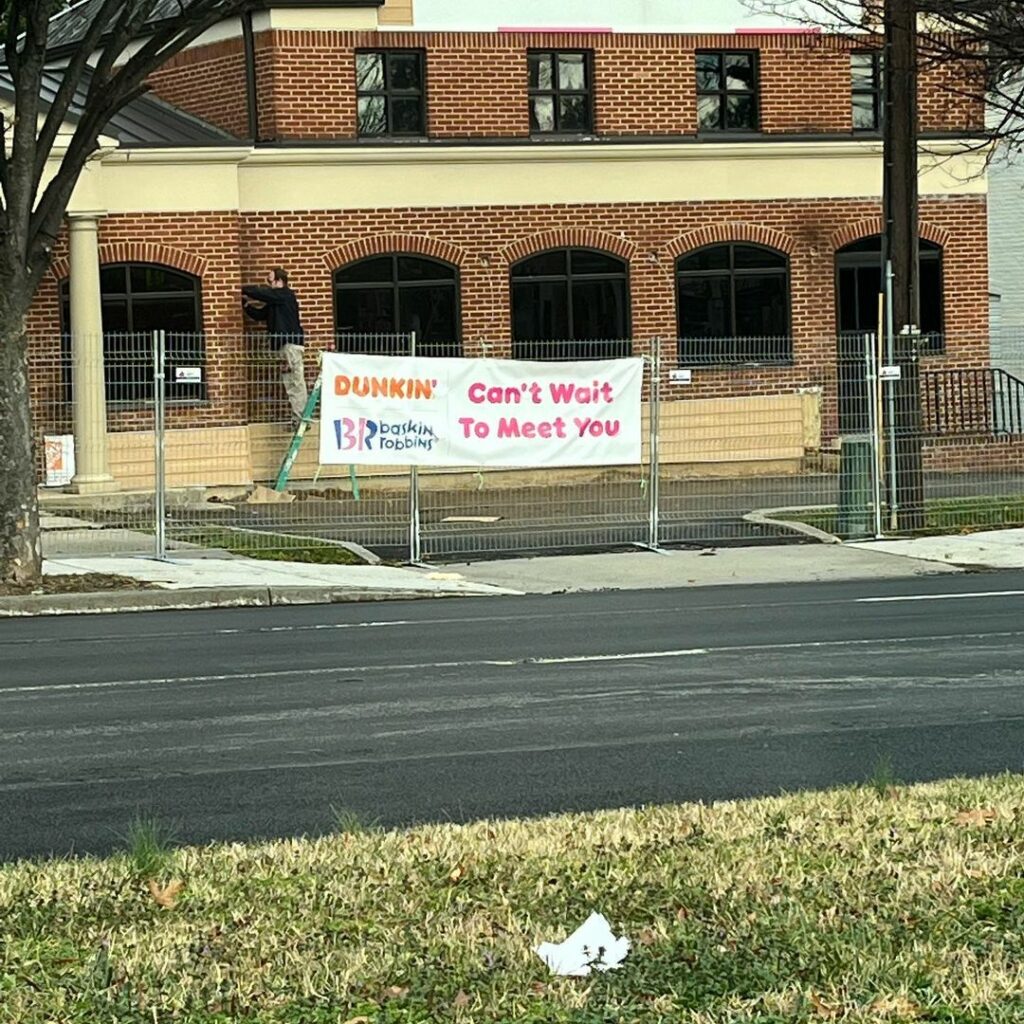 DUNKIN'
BR baskin robbins
Can't Wait
To Meet You